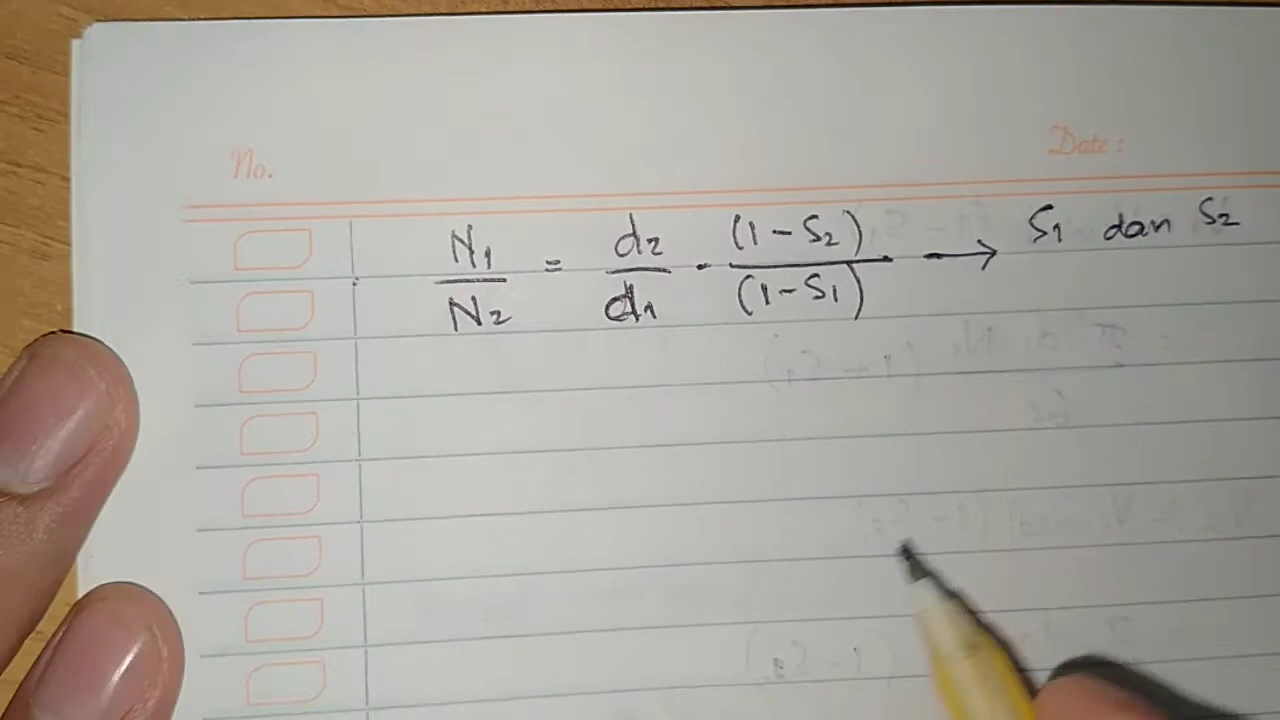 No.
Date:
N1/N2 = d2/d1 . (1-S2)/(1-S1) → S1 dan S2